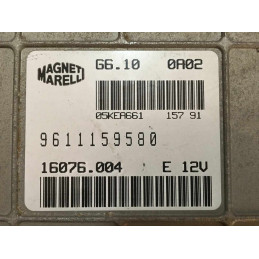 MAGNETI MARELLI
G6.10 0A02
05KEA661 157 91
9611159580
16076.004 E 12V